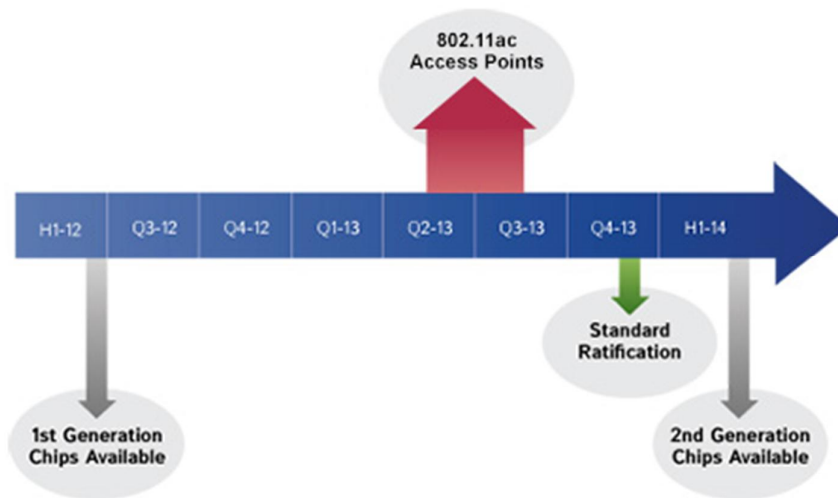 802.11ac
Access Points
H1-12
Q3-12
Q4-12
Q1-13
Q2-13
Q3-13
Q4-13
H1-14
Standard
Ratification
1st Generation
Chips Available
2nd Generation
Chips Available